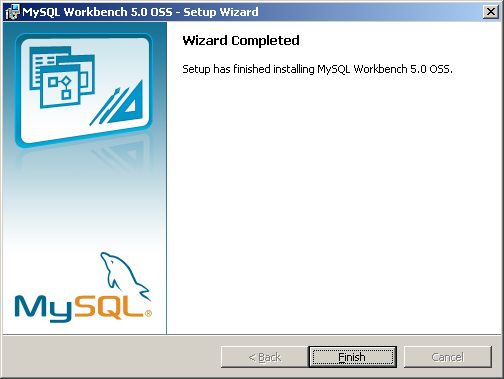 MySQL Workbench 5.0 OSS - Setup Wizard
Wizard Completed
Setup has finished installing MySQL Workbench 5.0 OSS.
MySQL®
< Back
Finish
Cancel